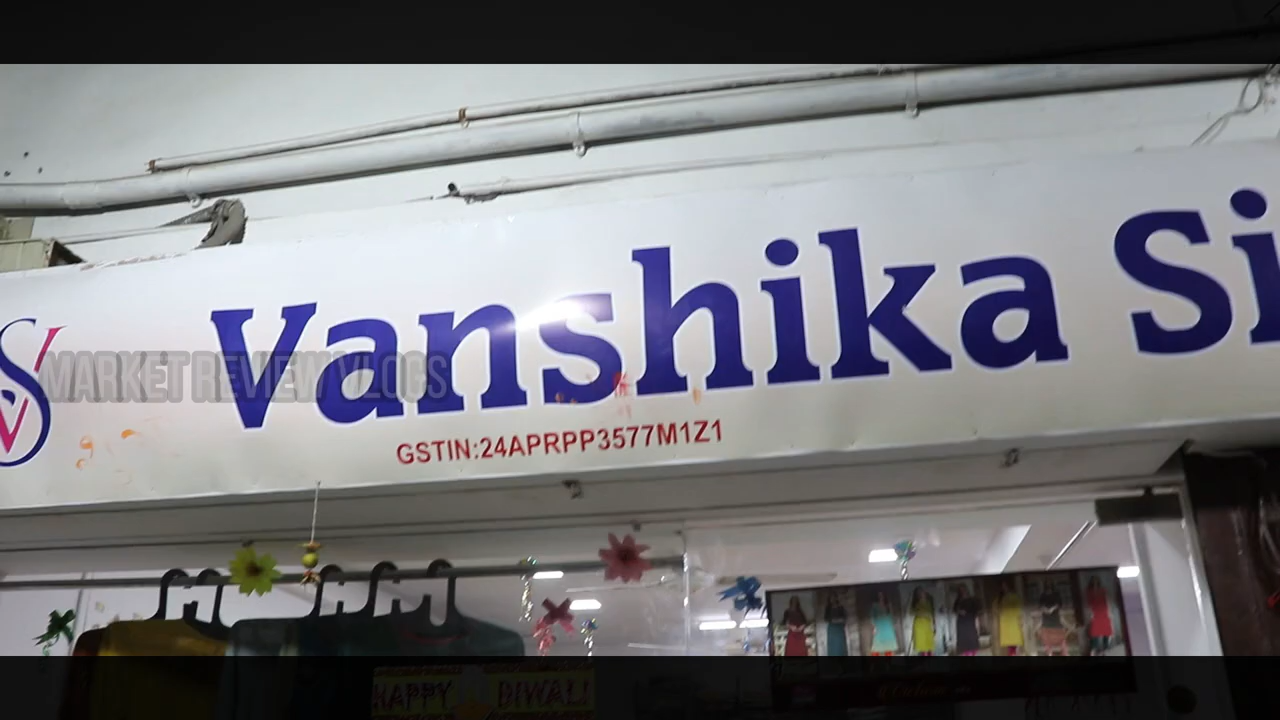 Vanshika Si
MARKET REVIEW VLOGS
GSTIN:24APRPP3577M1Z1
HAPPY DIWALI